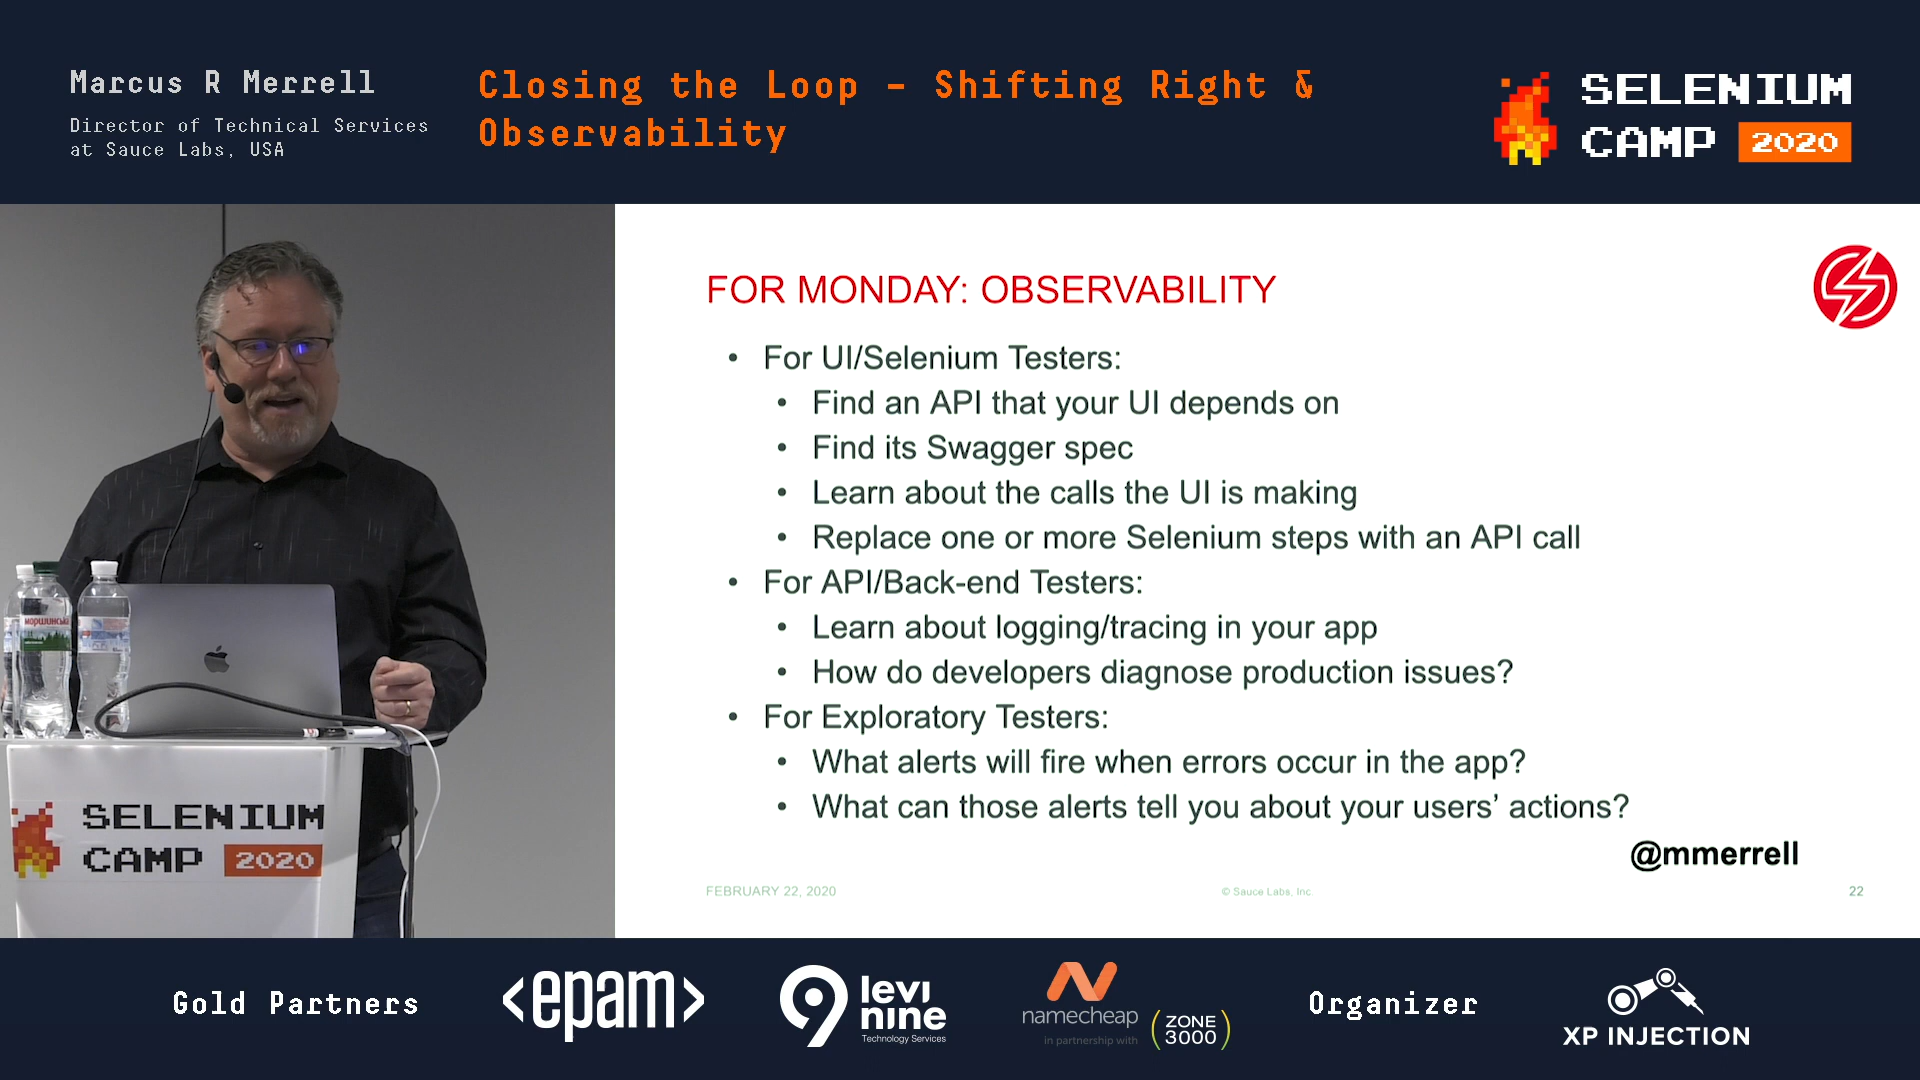 Marcus R Merrell
Director of Technical Services
at Sauce Labs, USA
Closing the Loop – Shifting Right &
Observability
SELENIUM
CAMP 2020
FOR MONDAY: OBSERVABILITY
• For UI/Selenium Testers:
• Find an API that your UI depends on
• Find its Swagger spec
• Learn about the calls the UI is making
• Replace one or more Selenium steps with an API call
• For API/Back-end Testers:
• Learn about logging/tracing in your app
• How do developers diagnose production issues?
• For Exploratory Testers:
• What alerts will fire when errors occur in the app?
• What can those alerts tell you about your users’ actions?
@mmerrell
FEBRUARY 22, 2020
© Sauce Labs, Inc.
22
моршинська
SELENIUM
CAMP 2020
Gold Partners
<epam>
levi
nine
Technology Services
namecheap
in partnership with
(ZONE
3000)
Organizer
XP INJECTION